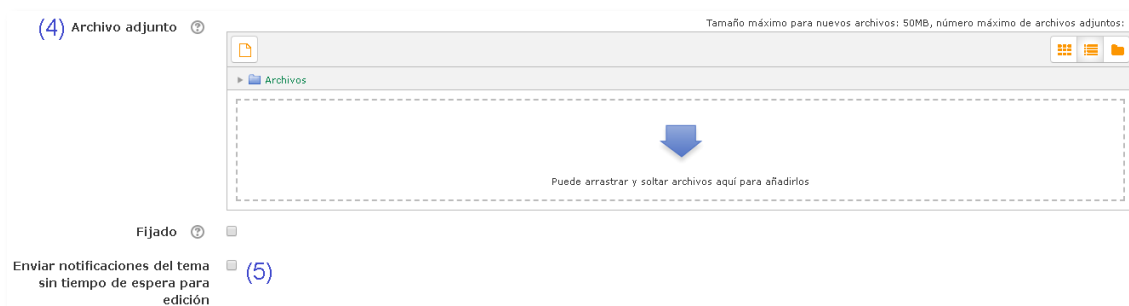 Tamaño máximo para nuevos archivos: 50MB, número máximo de archivos adjuntos:
(4) Archivo adjunto ?
Archivos
Puede arrastrar y soltar archivos aquí para añadirlos
Fijado ?
Enviar notificaciones del tema
sin tiempo de espera para
edición
(5)